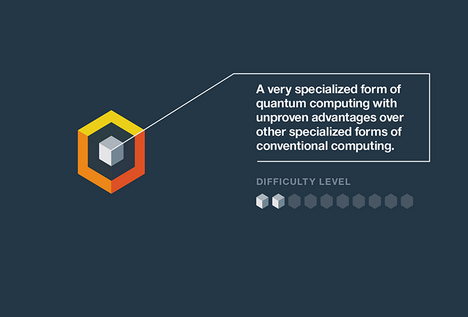 A very specialized form of
quantum computing with
unproven advantages over
other specialized forms of
conventional computing.
DIFFICULTY LEVEL